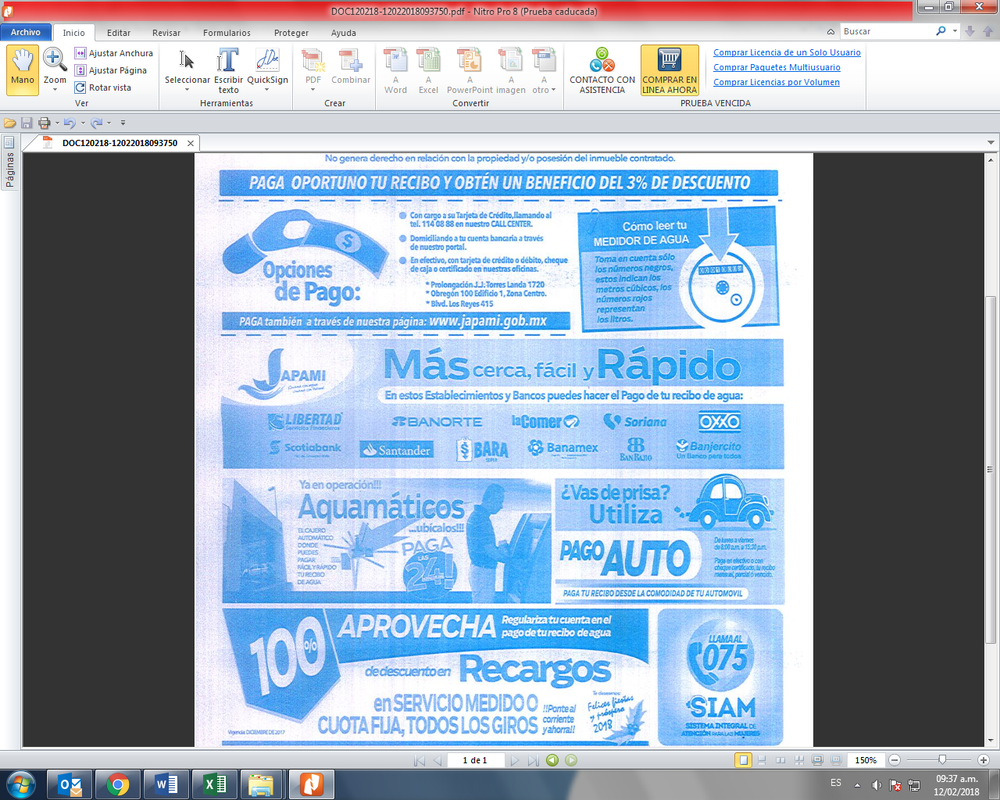 DOC120218-12022018093750.pdf - Nitro Pro 8 (Prueba caducada)
Archivo Inicio Editar Revisar Formularios Proteger Ayuda Buscar
Mano
Zoom
Ajustar Anchura
Ajustar Página
Rotar vista
Ver
Seleccionar
Escribir texto
QuickSign
Herramientas
PDF
Combinar
Crear
A Word
A Excel
A PowerPoint
A imagen
A otro
Convertir
CONTACTO CON ASISTENCIA
COMPRAR EN LINEA AHORA
Comprar Licencia de un Solo Usuario
Comprar Paquetes Multiusuario
Comprar Licencias por Volumen
PRUEBA VENCIDA
DOC120218-12022018093750
Páginas
No genera derecho en relación con la propiedad y/o posesión del inmueble contratado.
PAGA OPORTUNO TU RECIBO Y OBTÉN UN BENEFICIO DEL 3% DE DESCUENTO
Opciones
de Pago:
Con cargo a su Tarjeta de Crédito,llamando al
tel. 114 08 88 en nuestro CALL CENTER.
Domiciliando a tu cuenta bancaria a través
de nuestro portal.
En efectivo, con tarjeta de crédito o débito, cheque
de caja o certificado en nuestras oficinas.
* Prolongación J.J. Torres Landa 1720
* Obregón 100 Edificio 1, Zona Centro.
* Blvd. Los Reyes 415
PAGA también a través de nuestra página: www.japami.gob.mx
Cómo leer tu
MEDIDOR DE AGUA
Toma en cuenta sólo
los números negros,
estos indican los
metros cúbicos, los
números rojos
representan
los litros.
JAPAMI
Más cerca, fácil y Rápido
En estos Establecimientos y Bancos puedes hacer el Pago de tu recibo de agua:
LIBERTAD
Servicios Financieros
BANORTE
laComer
Soriana
OXXO
Scotiabank
Santander
BARA
SUPER
Banamex
BANBAJIO
Banjercito
Un Banco para todos
Ya en operación!!!
Aquamáticos
...ubícalos!!!
EL CAJERO
AUTOMÁTICO
DONDE
PUEDES
PAGAR
FÁCIL Y RÁPIDO
TU RECIBO
DE AGUA
PAGA
LAS
24!
¿Vas de prisa?
Utiliza
PAGO AUTO
De lunes a viernes
de 8:00 a.m. a 15:30 p.m.
Pague en efectivo o con
cheque certificado, su recibo
mensual, parcial o vencido.
PAGA TU RECIBO DESDE LA COMODIDAD DE TU AUTOMOVIL
100%
APROVECHA
Regulariza tu cuenta en el
pago de tu recibo de agua
de descuento en Recargos
en SERVICIO MEDIDO O
CUOTA FIJA, TODOS LOS GIROS
!!Ponte al
corriente
y ahorra!!
Te deseamos:
Felices fiestas
y próspero
2018
Vigencia DICIEMBRE DE 2017
LLAMA AL
075
SIAM
SISTEMA INTEGRAL DE
ATENCIÓN PARA LAS MUJERES
1 de 1
150%
ES
09:37 a.m.
12/02/2018